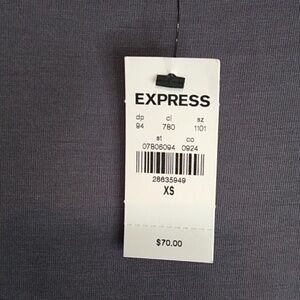 EXPRESS
dp cl sz
94 780 1101
st co
07806094 0924
28635949
XS
$70.00